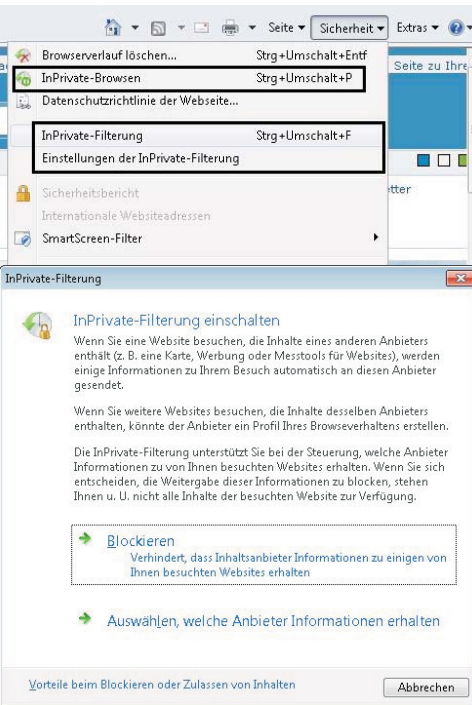 Seite Sicherheit Extras
Browserverlauf löschen... Strg+Umschalt+Entf
Seite zu Ihre
InPrivate-Browsen Strg+Umschalt+P
Datenschutzrichtlinie der Webseite...
InPrivate-Filterung Strg+Umschalt+F
Einstellungen der InPrivate-Filterung
Sicherheitsbericht
Internationale Websiteadressen
SmartScreen-Filter
InPrivate-Filterung
InPrivate-Filterung einschalten
Wenn Sie eine Website besuchen, die Inhalte eines anderen Anbieters
enthält (z. B. eine Karte, Werbung oder Messtools für Websites), werden
einige Informationen zu Ihrem Besuch automatisch an diesen Anbieter
gesendet.
Wenn Sie weitere Websites besuchen, die Inhalte desselben Anbieters
enthalten, könnte der Anbieter ein Profil Ihres Browseverhaltens erstellen.
Die InPrivate-Filterung unterstützt Sie bei der Steuerung, welche Anbieter
Informationen zu von Ihnen besuchten Websites erhalten. Wenn Sie sich
entscheiden, die Weitergabe dieser Informationen zu blocken, stehen
Ihnen u. U. nicht alle Inhalte der besuchten Website zur Verfügung.
Blockieren
Verhindert, dass Inhaltsanbieter Informationen zu einigen von
Ihnen besuchten Websites erhalten
Auswählen, welche Anbieter Informationen erhalten
Vorteile beim Blockieren oder Zulassen von Inhalten
Abbrechen